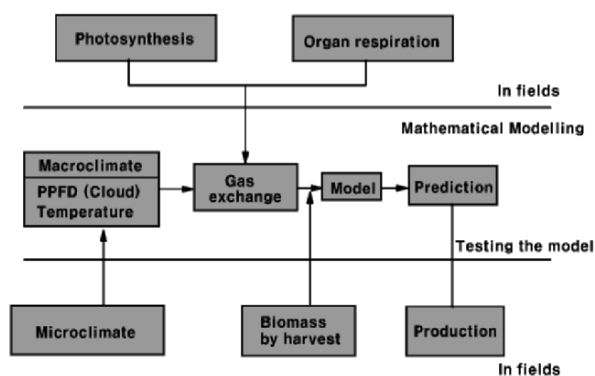 Photosynthesis
Organ respiration
In fields
Mathematical Modelling
Macroclimate
PPFD (Cloud)
Temperature
Gas
exchange
Model
Prediction
Testing the model
Microclimate
Biomass
by harvest
Production
In fields